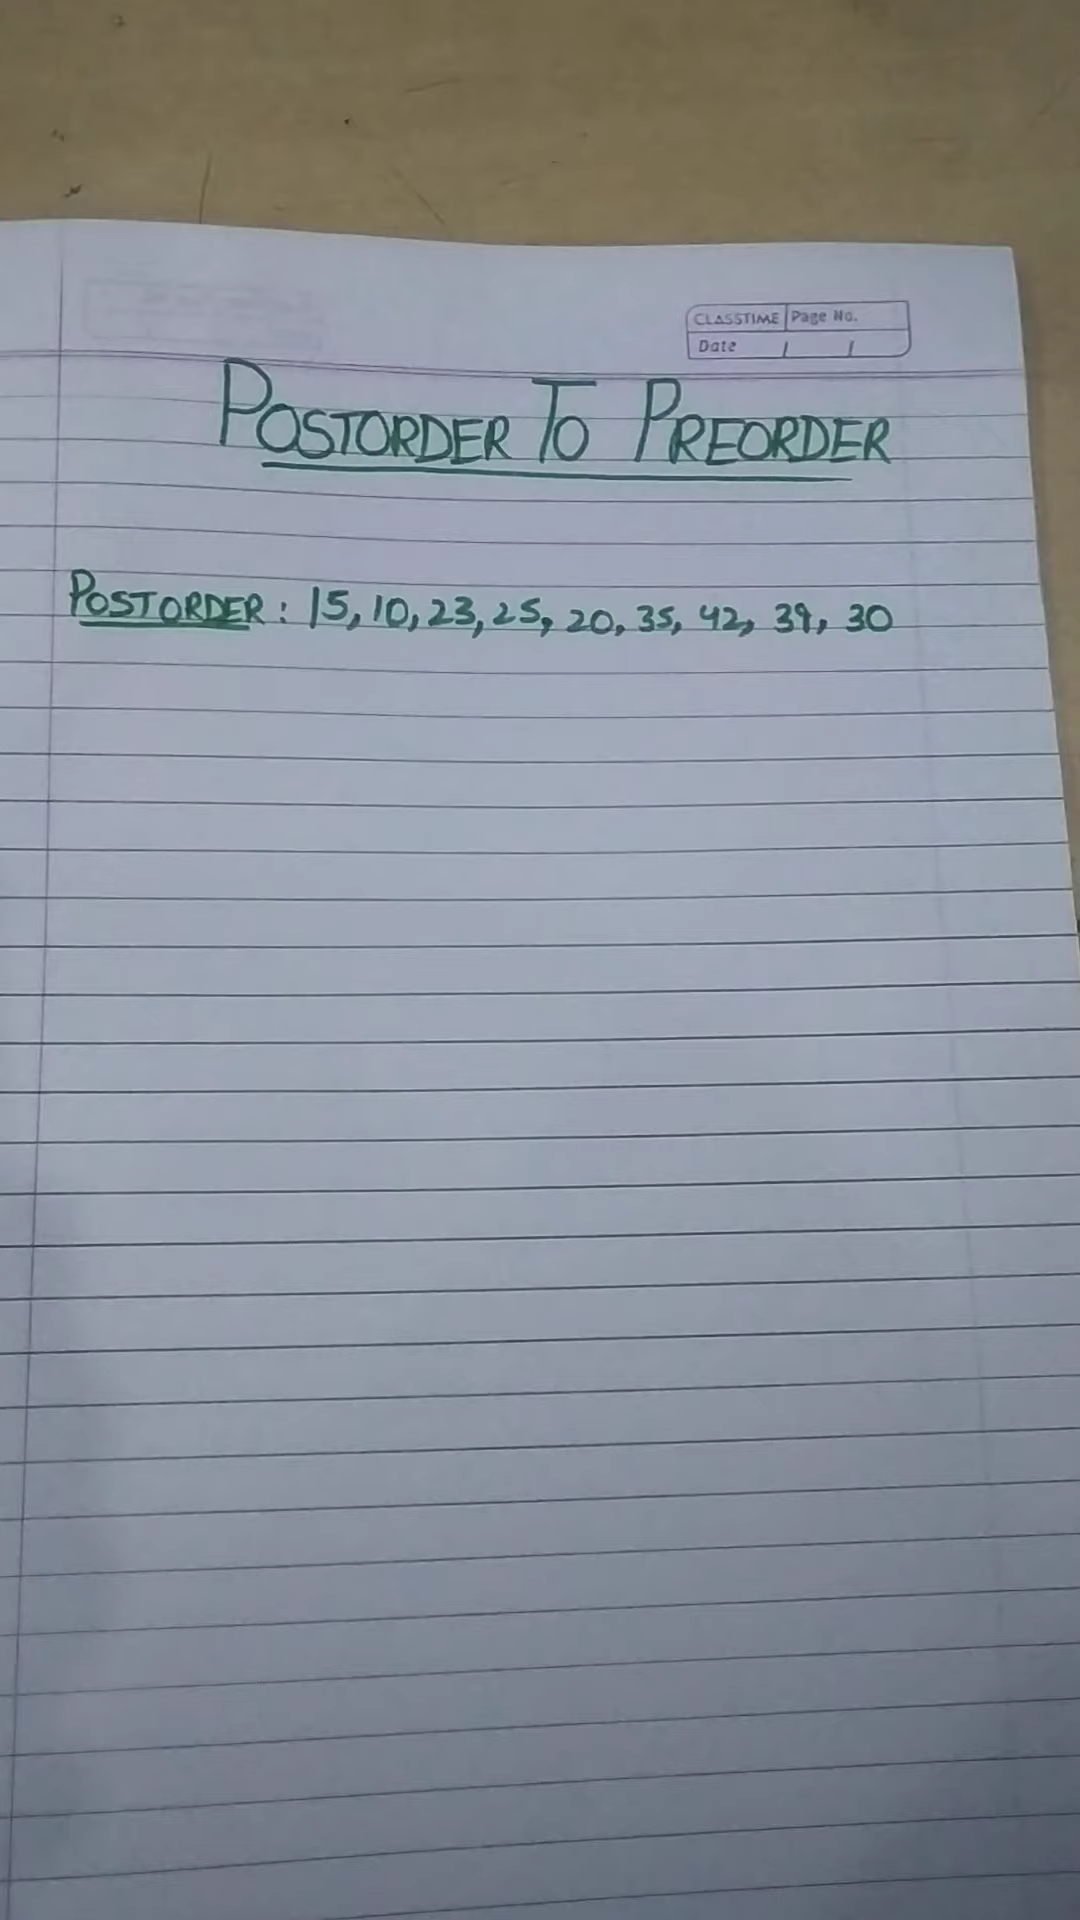 CLASSTIME Page No.
Date / /
POSTORDER TO PREORDER
POSTORDER: 15, 10, 23, 25, 20, 35, 42, 39, 30